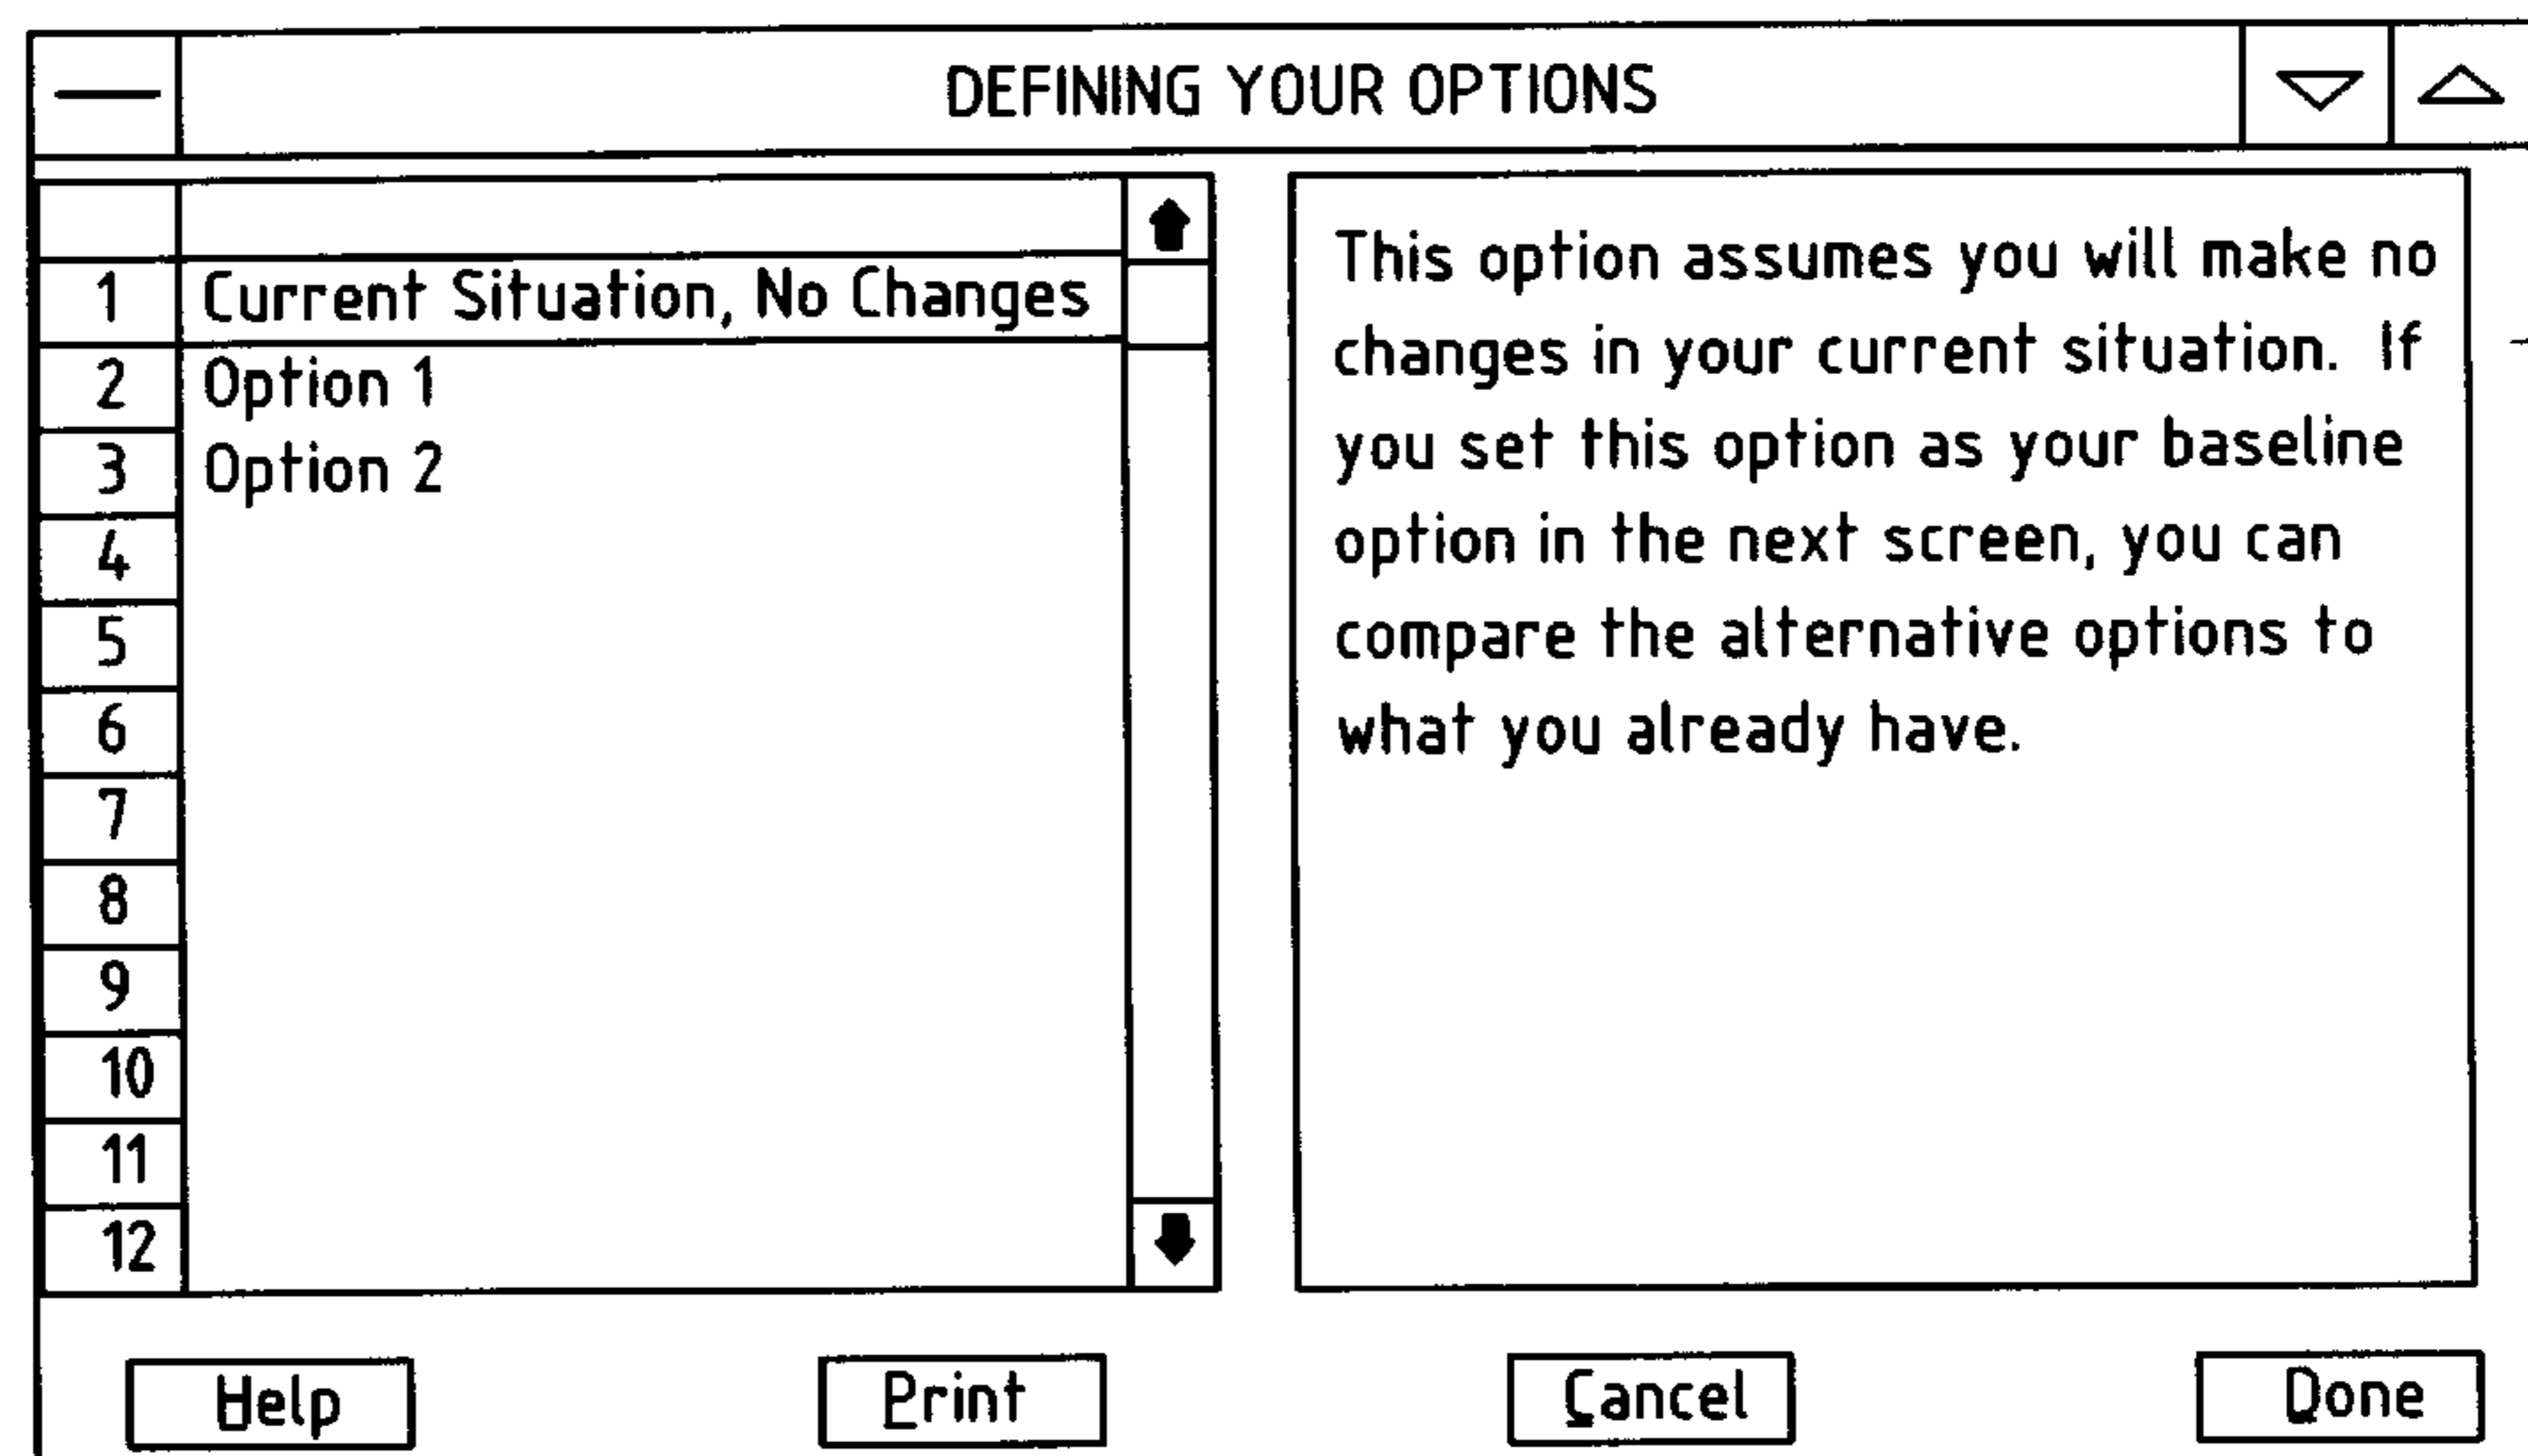 DEFINING YOUR OPTIONS
1 Current Situation, No Changes
2 Option 1
3 Option 2
4
5
6
7
8
9
10
11
12
This option assumes you will make no
changes in your current situation. If
you set this option as your baseline
option in the next screen, you can
compare the alternative options to
what you already have.
Help Print Cancel Done